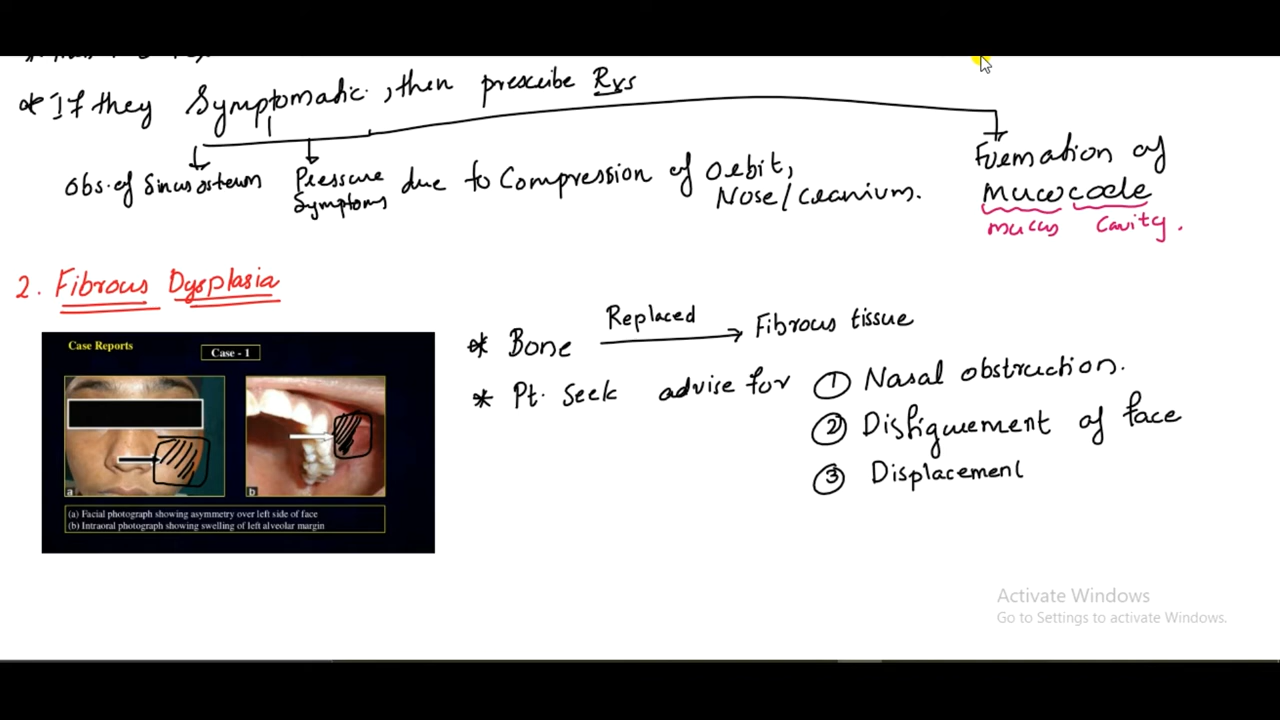 * If they symptomatic, then prescribe Rxs
Obs. of Sinus osteum
Pressure symptoms due to Compression of Orbit, Nose/Cranium.
Formation of
mucocoele
mucus cavity.
2. Fibrous Dysplasia
Case Reports
Case - 1
a
b
(a) Facial photograph showing asymmetry over left side of face
(b) Intraoral photograph showing swelling of left alveolar margin
* Bone Replaced → Fibrous tissue
* Pt. Seek advise for ① Nasal obstruction.
② Disfigurement of face
③ Displacement
Activate Windows
Go to Settings to activate Windows.